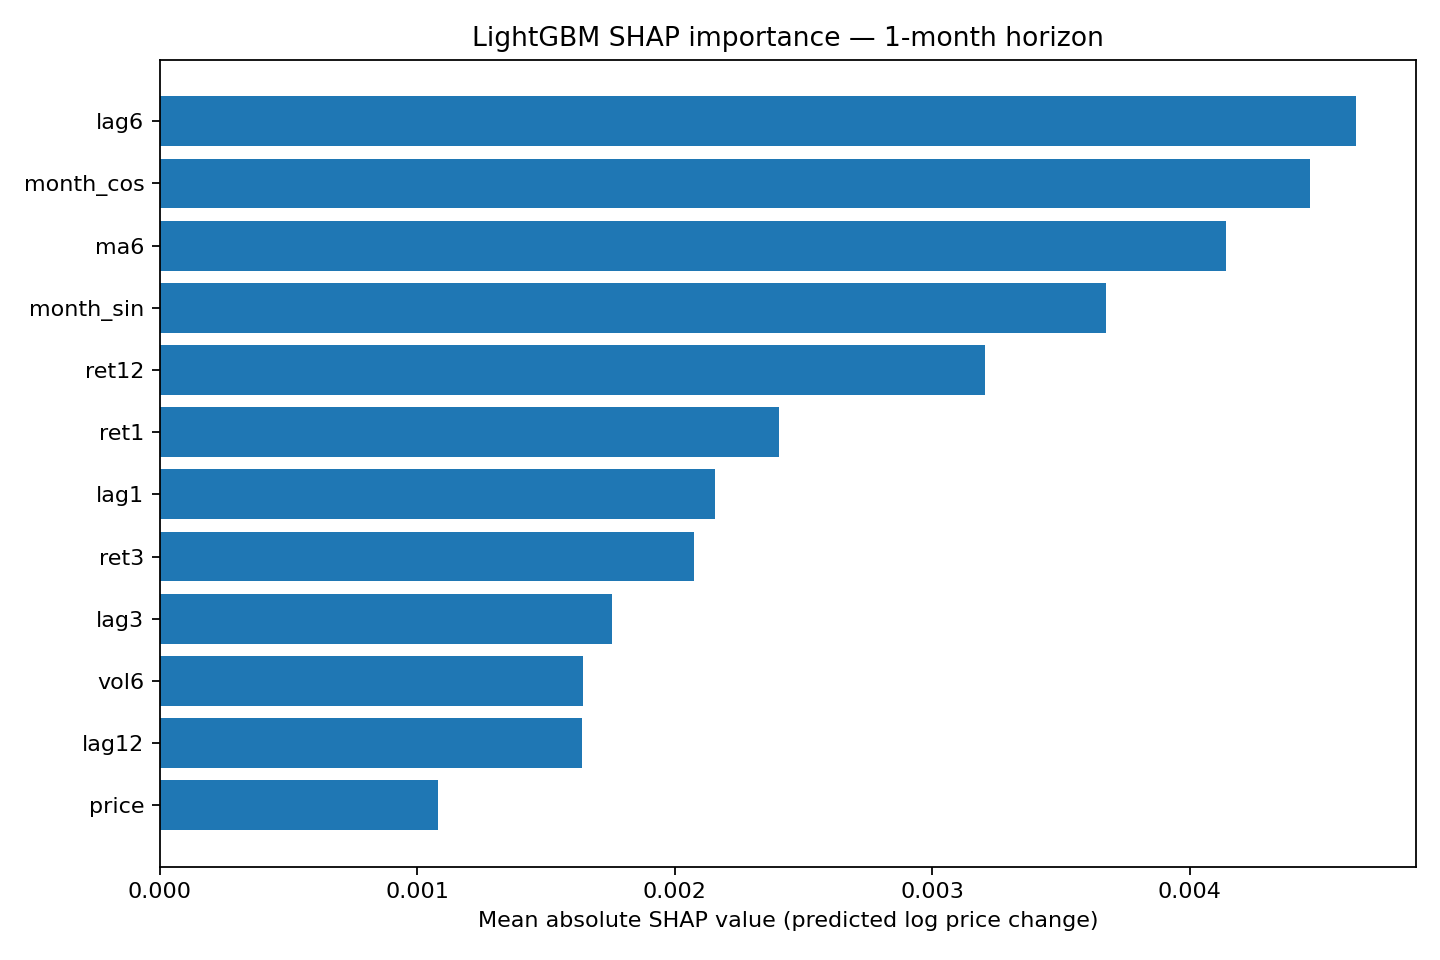 LightGBM SHAP importance — 1-month horizon
lag6
month_cos
ma6
month_sin
ret12
ret1
lag1
ret3
lag3
vol6
lag12
price
0.000 0.001 0.002 0.003 0.004
Mean absolute SHAP value (predicted log price change)